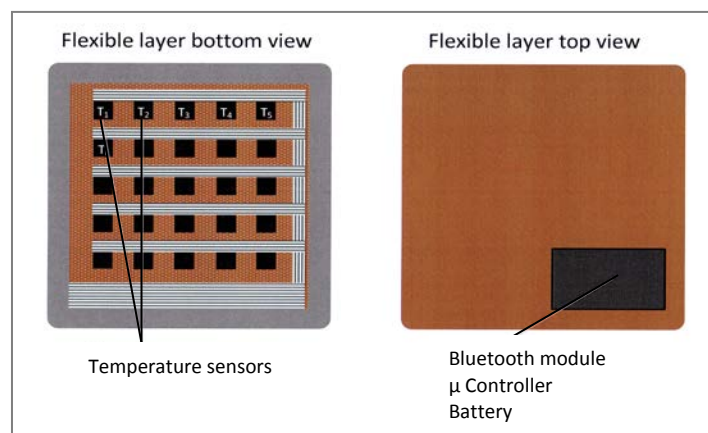 Flexible layer bottom view
Flexible layer top view
T1 T2 T3 T4 T5
T
Temperature sensors
Bluetooth module
µ Controller
Battery